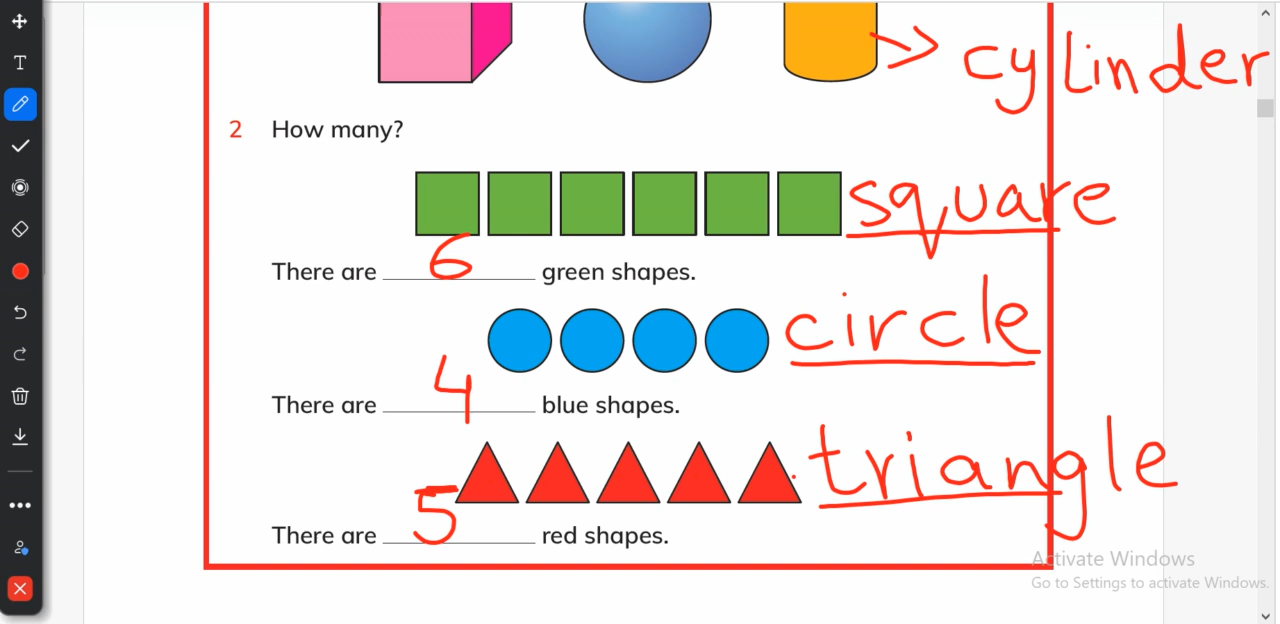 cylinder
2 How many?
square
There are 6 green shapes.
circle
There are 4 blue shapes.
triangle
There are 5 red shapes.
Activate Windows
Go to Settings to activate Windows.